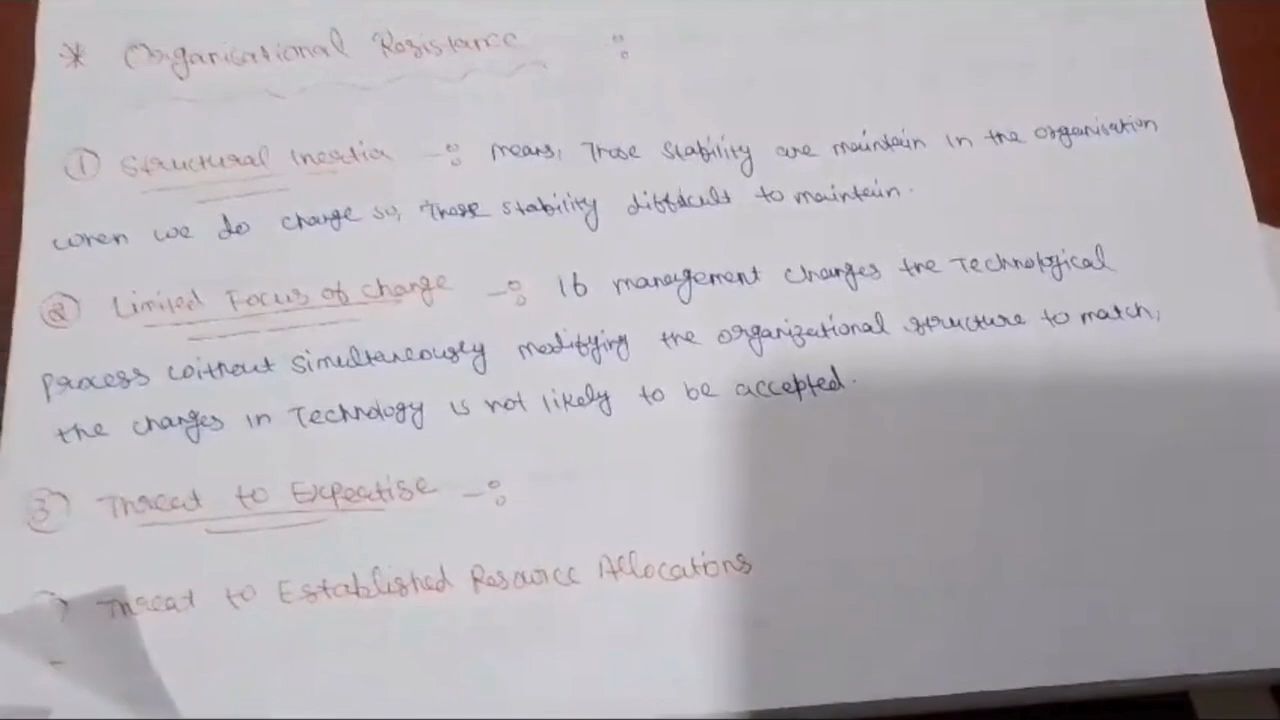 * Organisational Resistance :
① Structural Inertia -: means, Those stability are maintain in the organisation
when we do change so, those stability difficult to maintain.
② Limited Focus of change -: If management changes the Technological
process without simultaneously modifying the organizational structure to match,
the changes in Technology is not likely to be accepted.
③ Threat to Expertise -:
) Threat to Established Resource Allocations